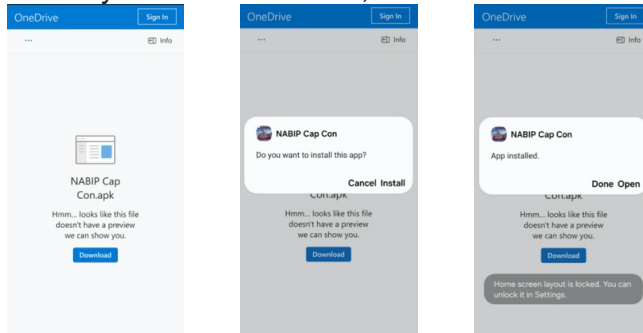 OneDrive
Sign In
...
Info
NABIP Cap
Con.apk
Hmm... looks like this file
doesn't have a preview
we can show you.
Download
OneDrive
Sign In
...
Info
NABIP Cap Con
Do you want to install this app?
Cancel Install
Con.apk
Hmm... looks like this file
doesn't have a preview
we can show you.
Download
OneDrive
Sign In
...
Info
NABIP Cap Con
App installed.
Done Open
Con.apk
Hmm... looks like this file
doesn't have a preview
we can show you.
Download
Home screen layout is locked. You can
unlock it in Settings.